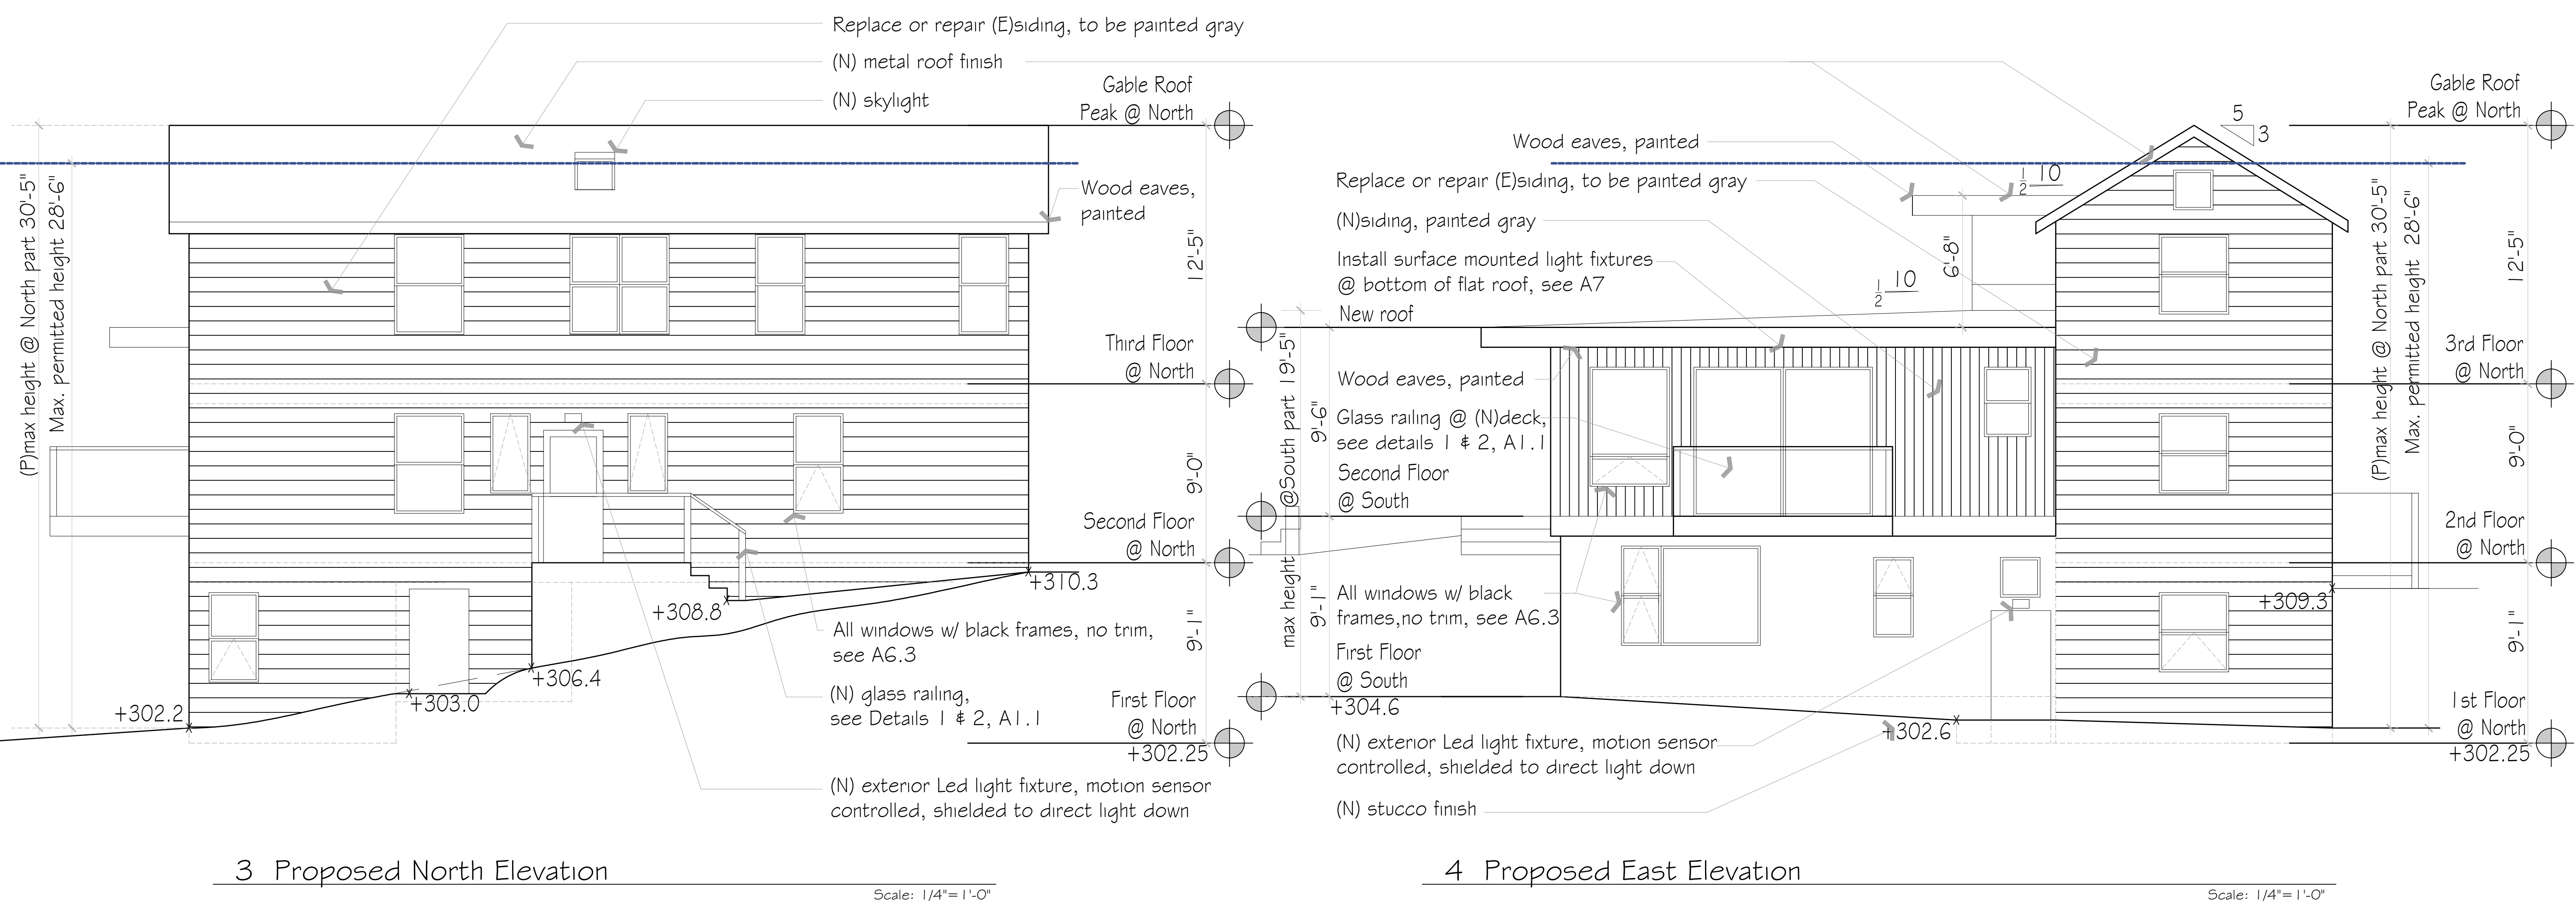 Replace or repair (E)siding, to be painted gray
(N) metal roof finish
(N) skylight
Gable Roof
Peak @ North
Wood eaves,
painted
(P)max height @ North part 30'-5"
Max. permitted height 28'-6"
12'-5"
Third Floor
@ North
9'-0"
Second Floor
@ North
+310.3
+308.8
9'-1"
+306.4
+303.0
+302.2
All windows w/ black frames, no trim,
see A6.3
(N) glass railing,
see Details 1 & 2, A1.1
First Floor
@ North
+302.25
(N) exterior Led light fixture, motion sensor
controlled, shielded to direct light down
3 Proposed North Elevation
Scale: 1/4"=1'-0"
Gable Roof
Peak @ North
5
3
Wood eaves, painted
Replace or repair (E)siding, to be painted gray
(N)siding, painted gray
Install surface mounted light fixtures
@ bottom of flat roof, see A7
New roof
1/2 10
6'-8"
1/2 10
(P)max height @ North part 30'-5"
Max. permitted height 28'-6"
12'-5"
3rd Floor
@ North
max height @South part 19'-5"
9'-6"
Wood eaves, painted
Glass railing @ (N)deck,
see details 1 & 2, A1.1
Second Floor
@ South
9'-0"
2nd Floor
@ North
9'-1"
All windows w/ black
frames,no trim, see A6.3
+309.3
9'-1"
First Floor
@ South
+304.6
+302.6
1st Floor
@ North
+302.25
(N) exterior Led light fixture, motion sensor
controlled, shielded to direct light down
(N) stucco finish
4 Proposed East Elevation
Scale: 1/4"=1'-0"